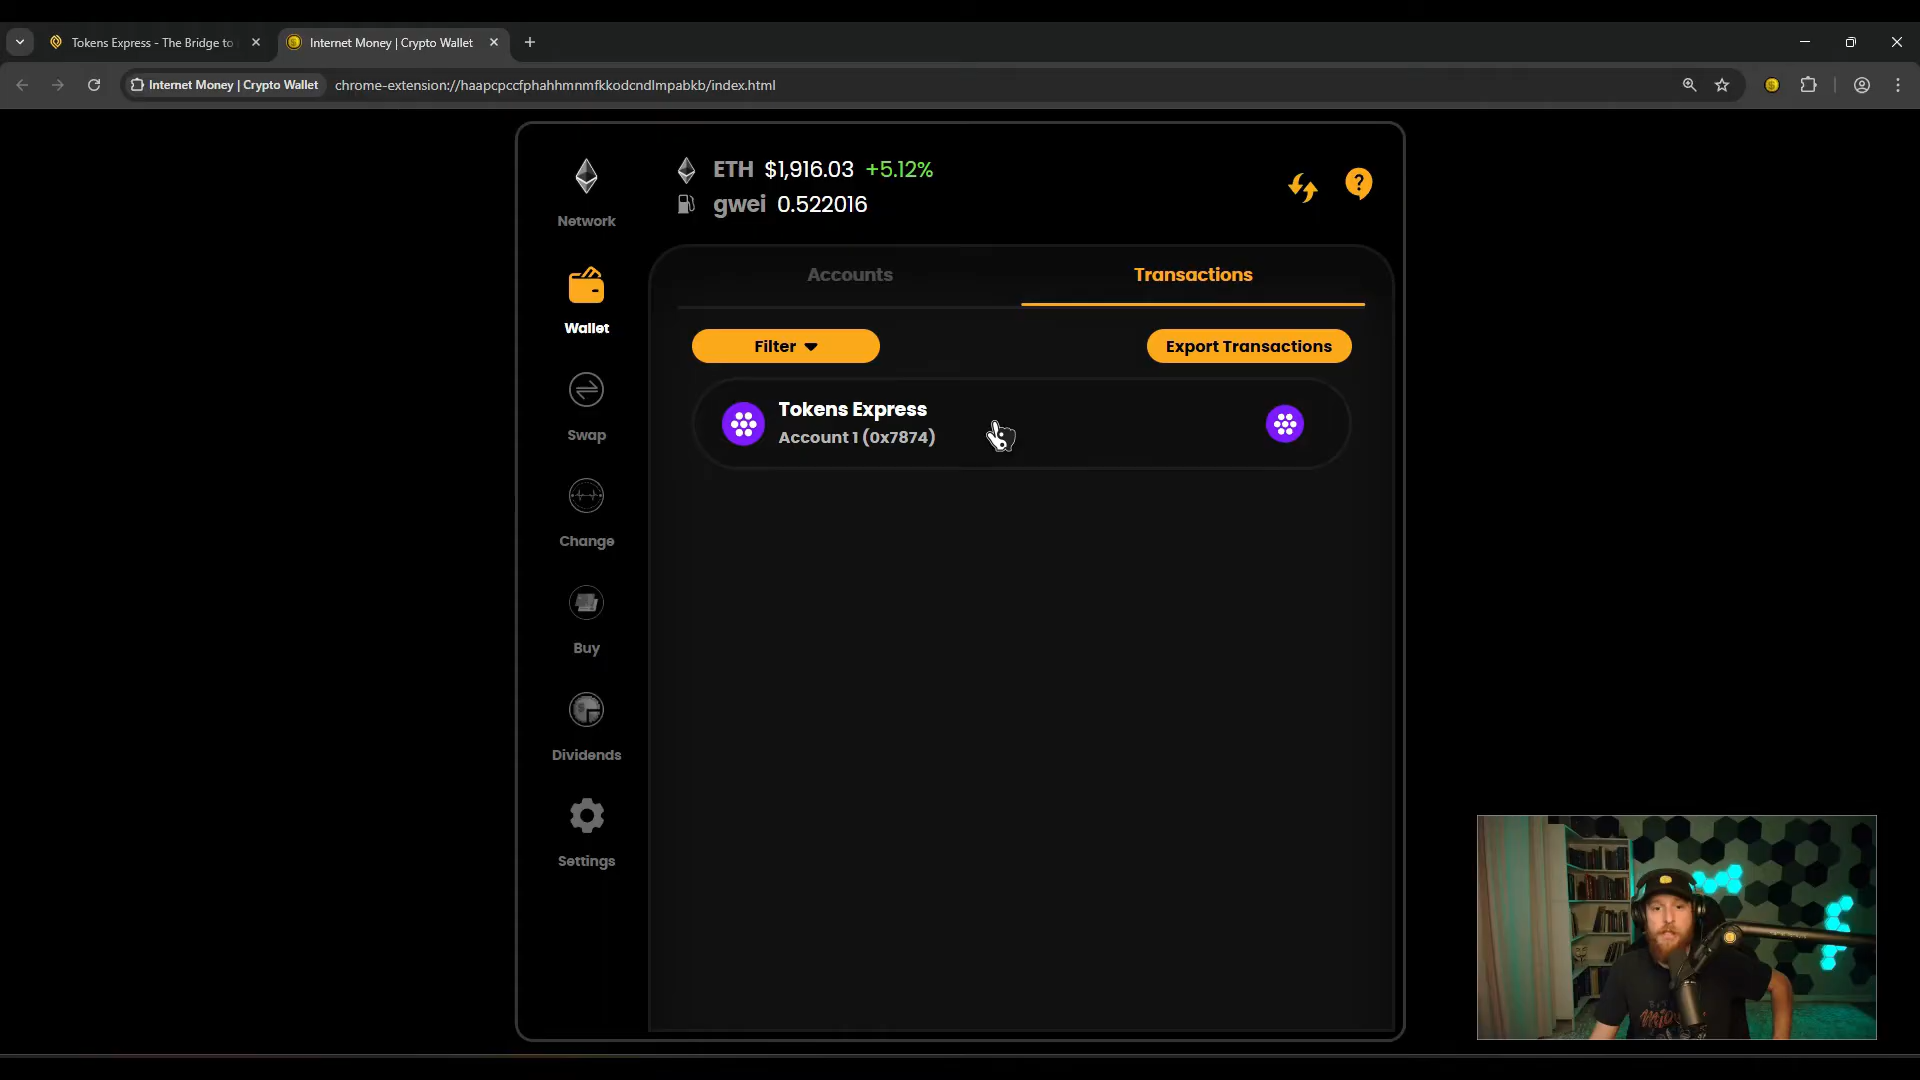 Tokens Express - The Bridge to
Internet Money | Crypto Wallet
Internet Money | Crypto Wallet
chrome-extension://haapcpccfphahhmnmfkkodcndlmpabkb/index.html
ETH $1,916.03 +5.12%
gwei 0.522016
Network
Wallet
Swap
Change
Buy
Dividends
Settings
Accounts
Transactions
Filter
Export Transactions
Tokens Express
Account 1 (0x7874)